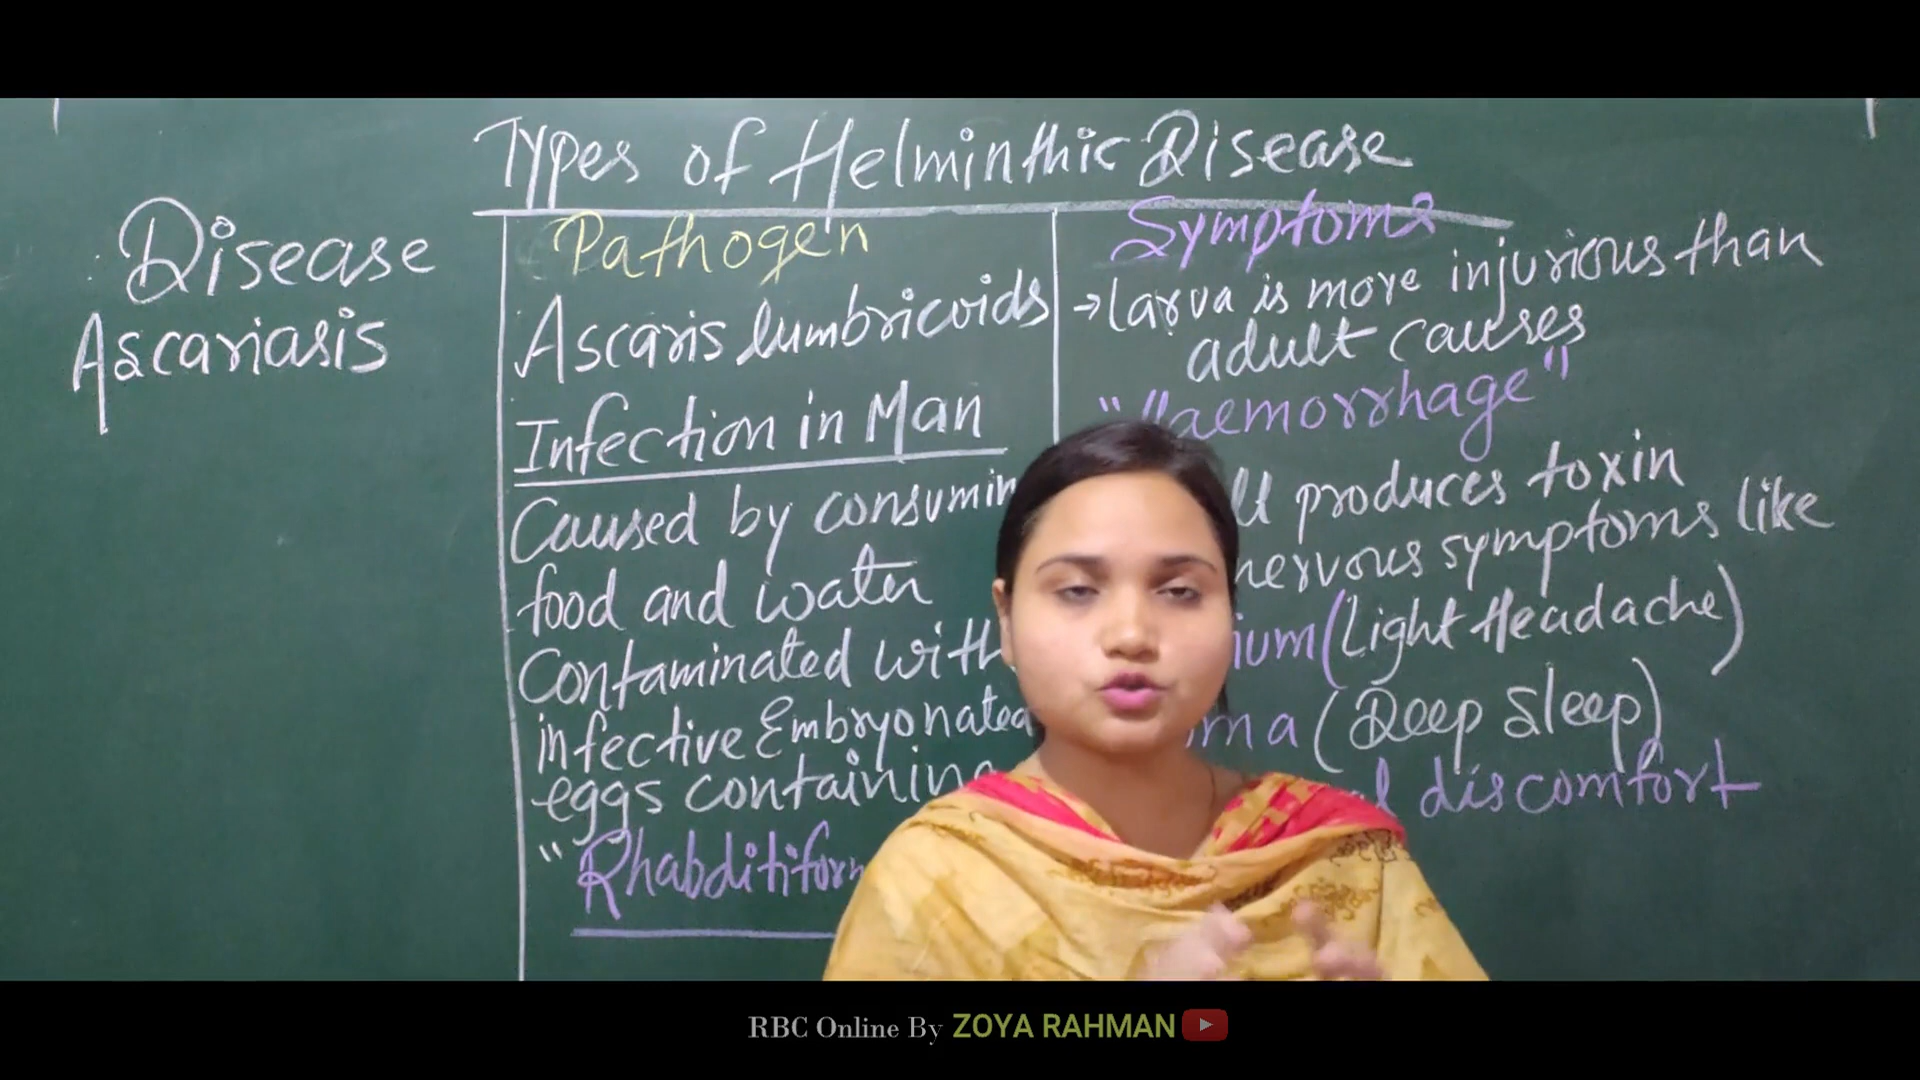 Types of Helminthic Disease
Disease
Ascariasis
Pathogen
Ascaris lumbricoids
Infection in Man
Caused by consumin
food and water
Contaminated with
infective Embryonated
eggs containing
" Rhabditiform
Symptoms
→ larva is more injurious than
adult causes
"Haemorrhage"
produces toxin
nervous symptoms like
(Light Headache)
(Deep Sleep)
discomfort
RBC Online By ZOYA RAHMAN